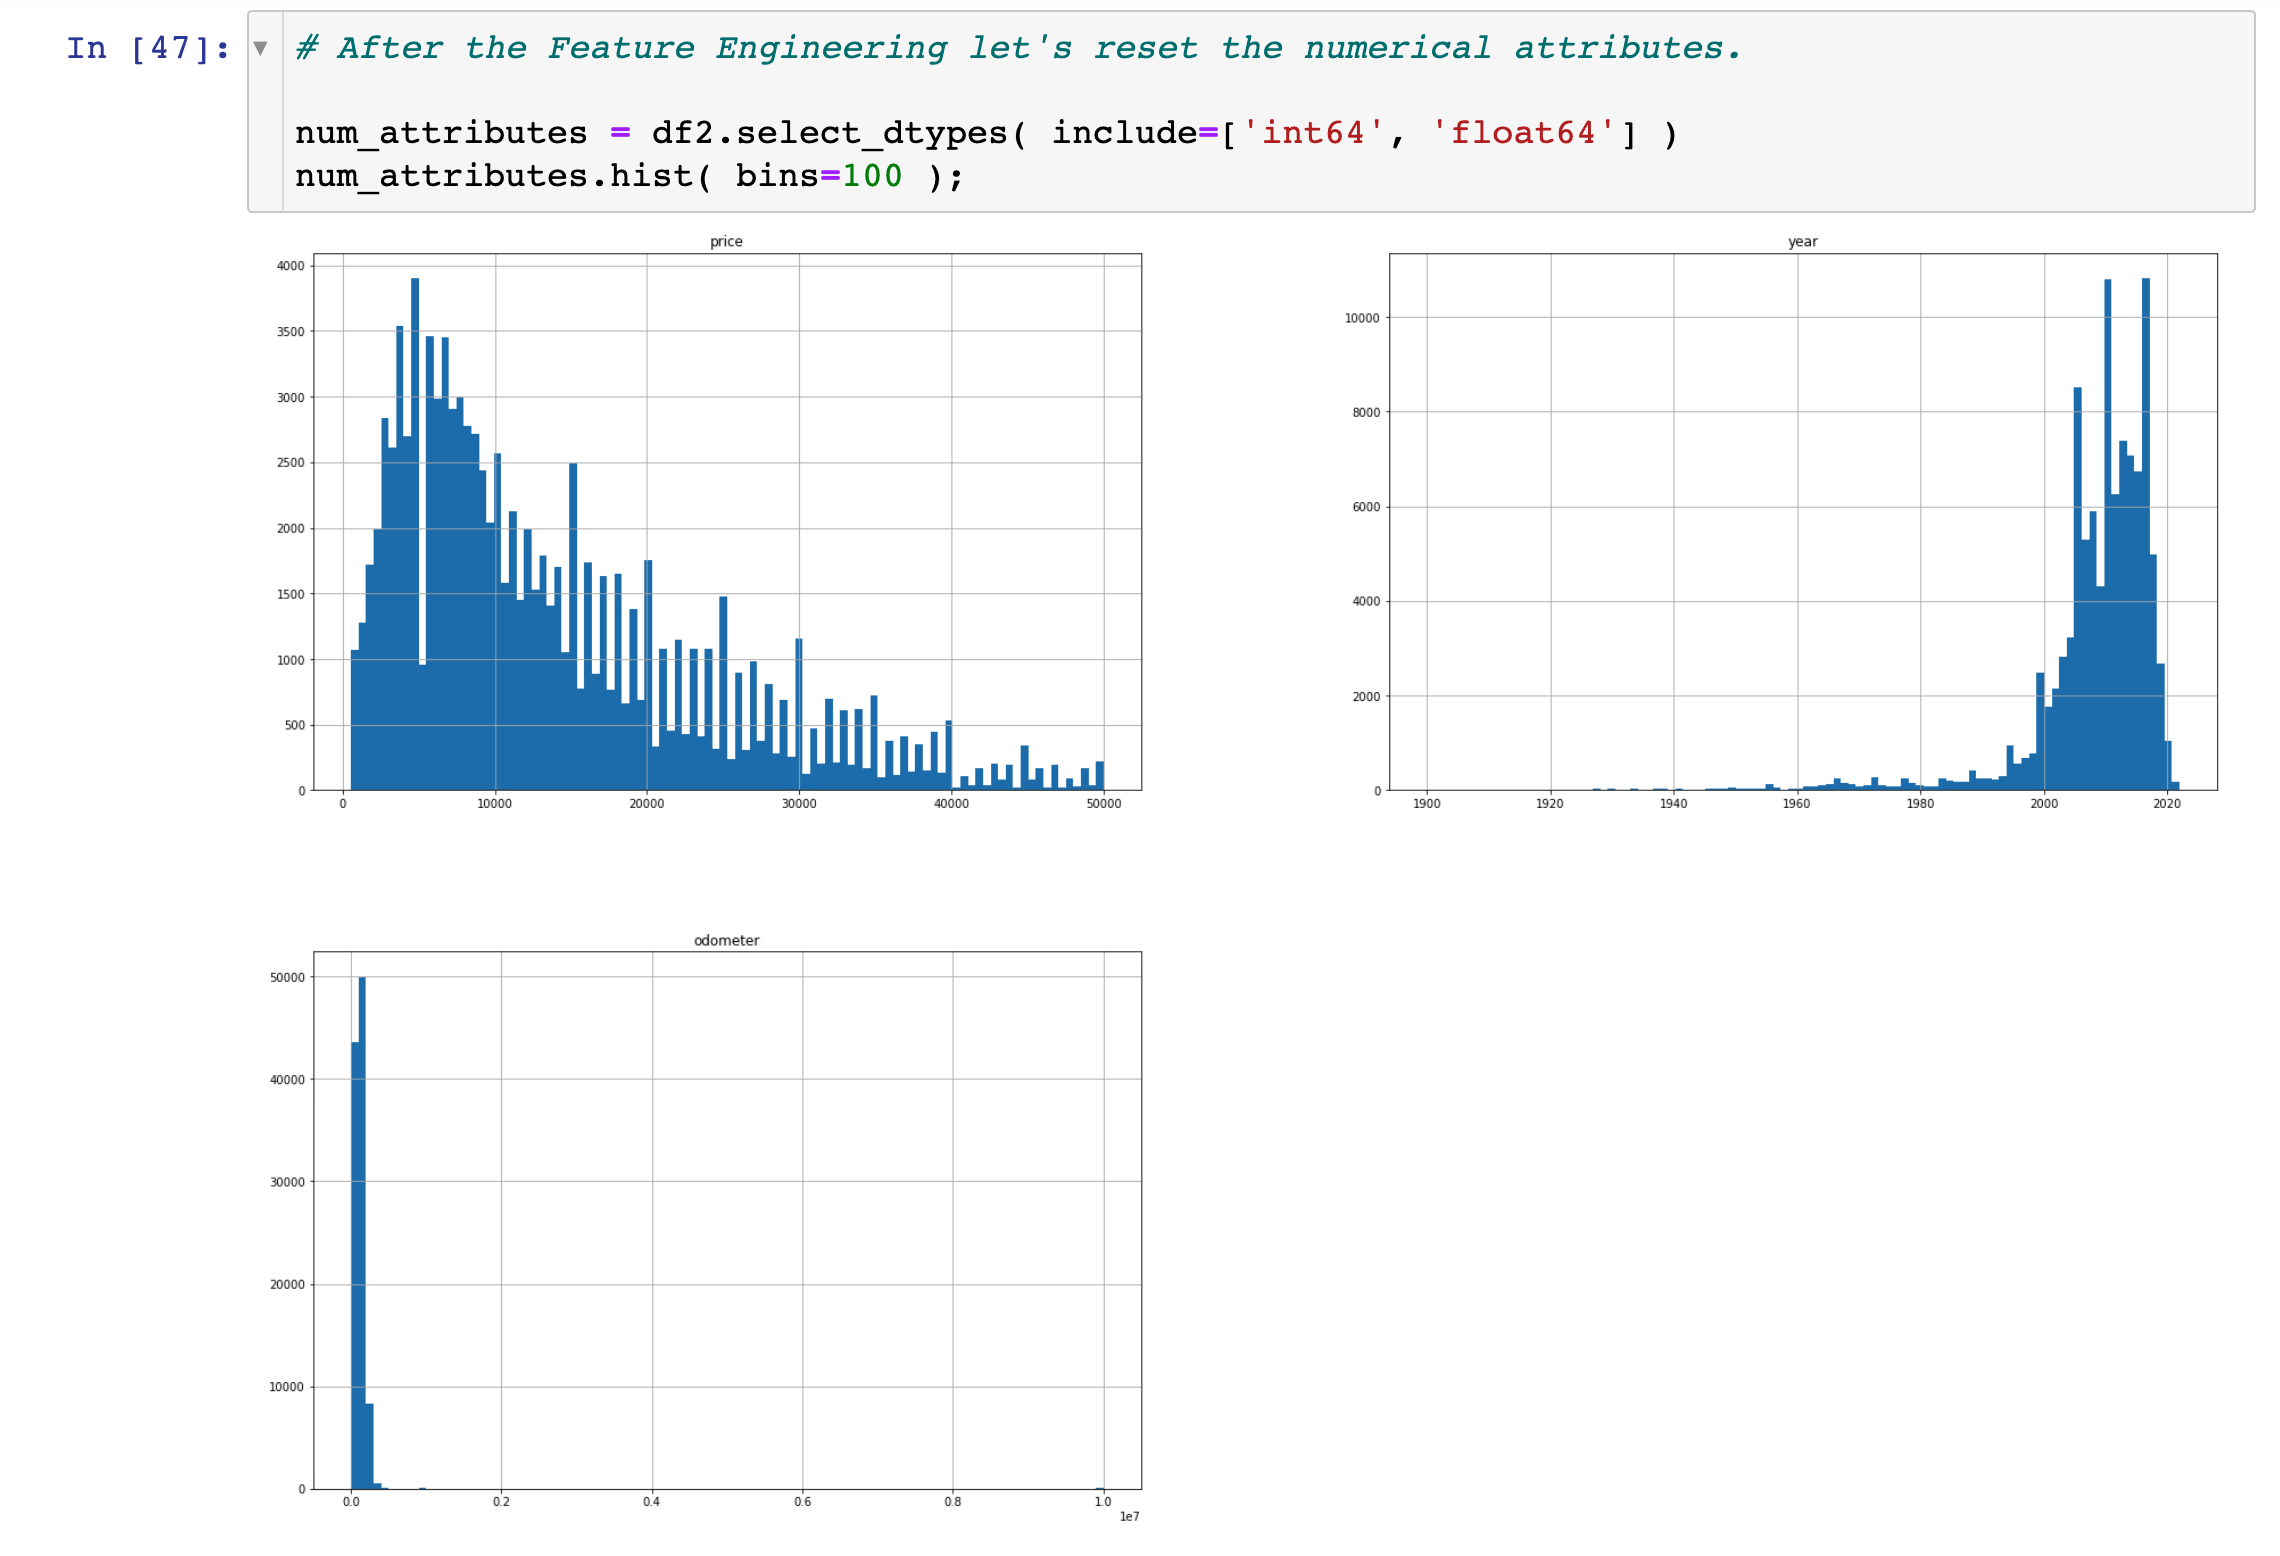 In [47]:
# After the Feature Engineering let's reset the numerical attributes.
num_attributes = df2.select_dtypes( include=['int64', 'float64'] )
num_attributes.hist( bins=100 );
price
4000
3500
3000
2500
2000
1500
1000
500
0
0 10000 20000 30000 40000 50000
year
10000
8000
6000
4000
2000
0
1900 1920 1940 1960 1980 2000 2020
odometer
50000
40000
30000
20000
10000
0
0.0 0.2 0.4 0.6 0.8 1.0
1e7